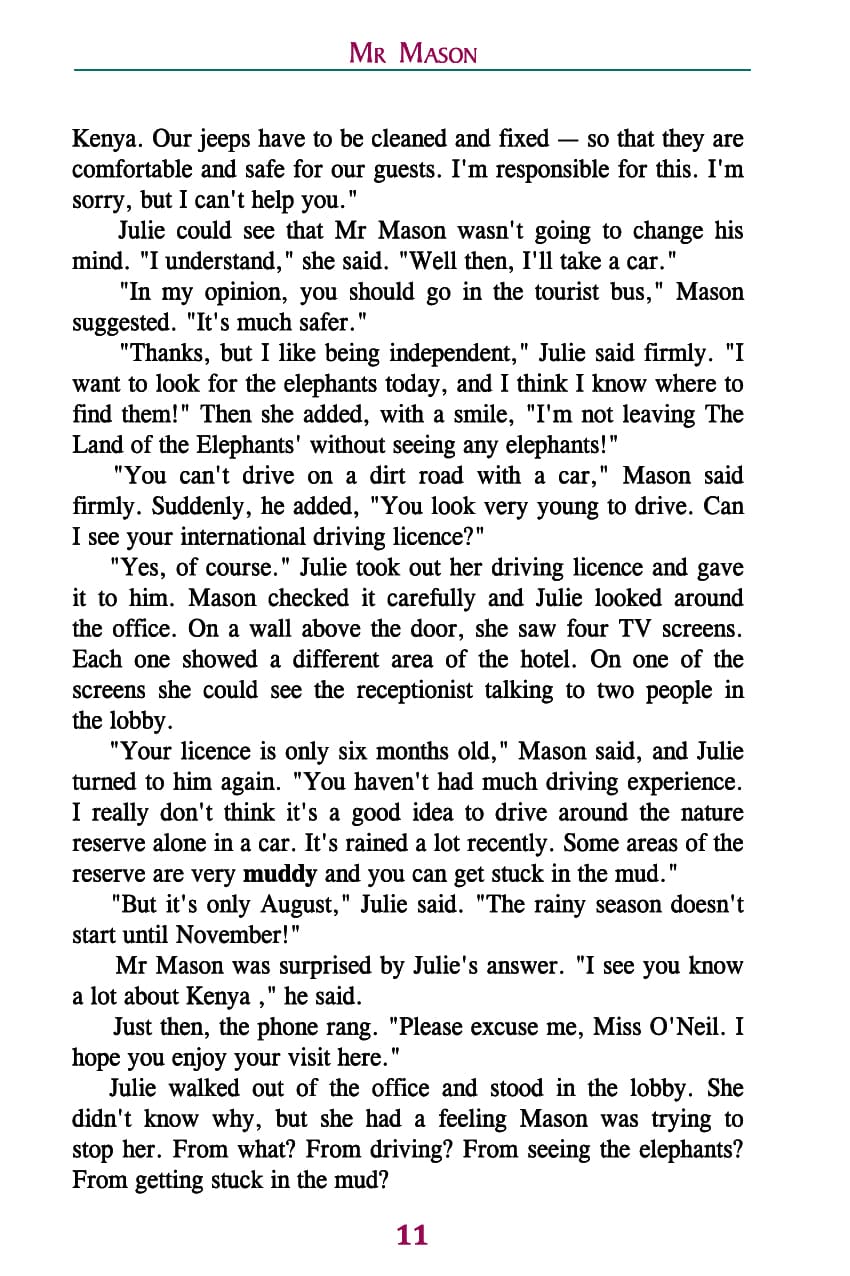 MR MASON
Kenya. Our jeeps have to be cleaned and fixed — so that they are
comfortable and safe for our guests. I'm responsible for this. I'm
sorry, but I can't help you."
Julie could see that Mr Mason wasn't going to change his
mind. "I understand," she said. "Well then, I'll take a car."
"In my opinion, you should go in the tourist bus," Mason
suggested. "It's much safer."
"Thanks, but I like being independent," Julie said firmly. "I
want to look for the elephants today, and I think I know where to
find them!" Then she added, with a smile, "I'm not leaving The
Land of the Elephants' without seeing any elephants!"
"You can't drive on a dirt road with a car," Mason said
firmly. Suddenly, he added, "You look very young to drive. Can
I see your international driving licence?"
"Yes, of course." Julie took out her driving licence and gave
it to him. Mason checked it carefully and Julie looked around
the office. On a wall above the door, she saw four TV screens.
Each one showed a different area of the hotel. On one of the
screens she could see the receptionist talking to two people in
the lobby.
"Your licence is only six months old," Mason said, and Julie
turned to him again. "You haven't had much driving experience.
I really don't think it's a good idea to drive around the nature
reserve alone in a car. It's rained a lot recently. Some areas of the
reserve are very muddy and you can get stuck in the mud."
"But it's only August," Julie said. "The rainy season doesn't
start until November!"
Mr Mason was surprised by Julie's answer. "I see you know
a lot about Kenya ," he said.
Just then, the phone rang. "Please excuse me, Miss O'Neil. I
hope you enjoy your visit here."
Julie walked out of the office and stood in the lobby. She
didn't know why, but she had a feeling Mason was trying to
stop her. From what? From driving? From seeing the elephants?
From getting stuck in the mud?
11